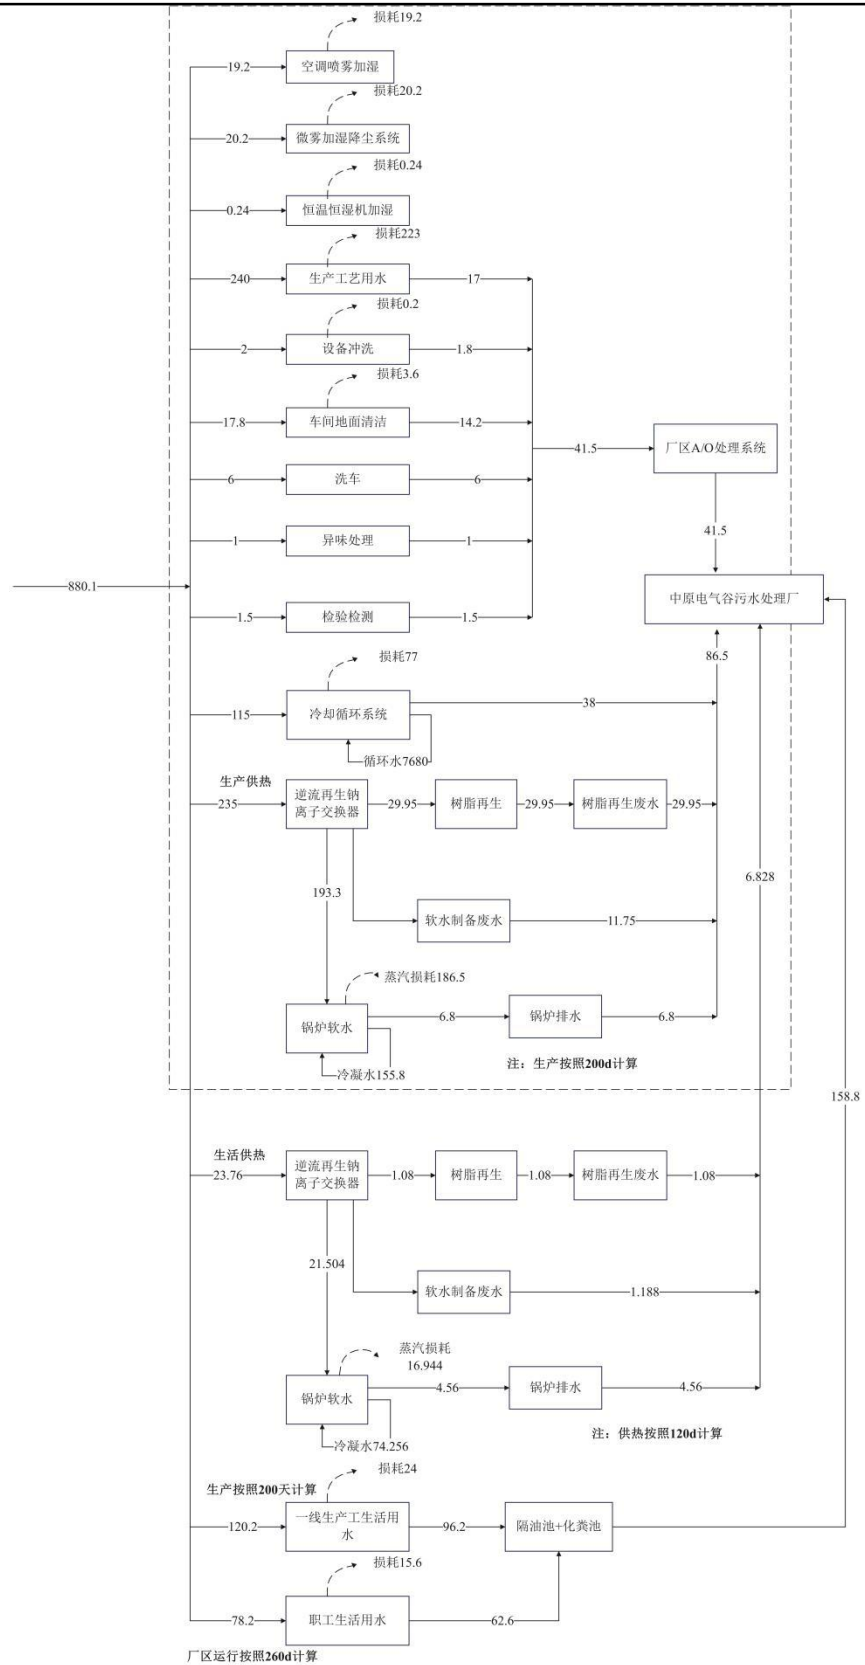 损耗19.2
19.2
空调喷雾加湿
损耗20.2
20.2
微雾加湿降尘系统
损耗0.24
0.24
恒温恒湿机加湿
损耗223
240
生产工艺用水
17
损耗0.2
2
设备冲洗
1.8
损耗3.6
17.8
车间地面清洁
14.2
41.5
厂区A/O处理系统
6
洗车
6
41.5
1
异味处理
1
880.1
中原电气谷污水处理厂
1.5
检验检测
1.5
损耗77
86.5
115
冷却循环系统
38
循环水7680
生产供热
235
逆流再生钠
离子交换器
29.95
树脂再生
29.95
树脂再生废水
29.95
6.828
193.3
软水制备废水
11.75
蒸汽损耗186.5
锅炉软水
6.8
锅炉排水
6.8
冷凝水155.8
注：生产按照200d计算
158.8
生活供热
23.76
逆流再生钠
离子交换器
1.08
树脂再生
1.08
树脂再生废水
1.08
21.504
软水制备废水
1.188
蒸汽损耗
16.944
锅炉软水
4.56
锅炉排水
4.56
冷凝水74.256
注：供热按照120d计算
损耗24
生产按照200天计算
120.2
一线生产工生活用
水
96.2
隔油池+化粪池
损耗15.6
78.2
职工生活用水
62.6
厂区运行按照260d计算